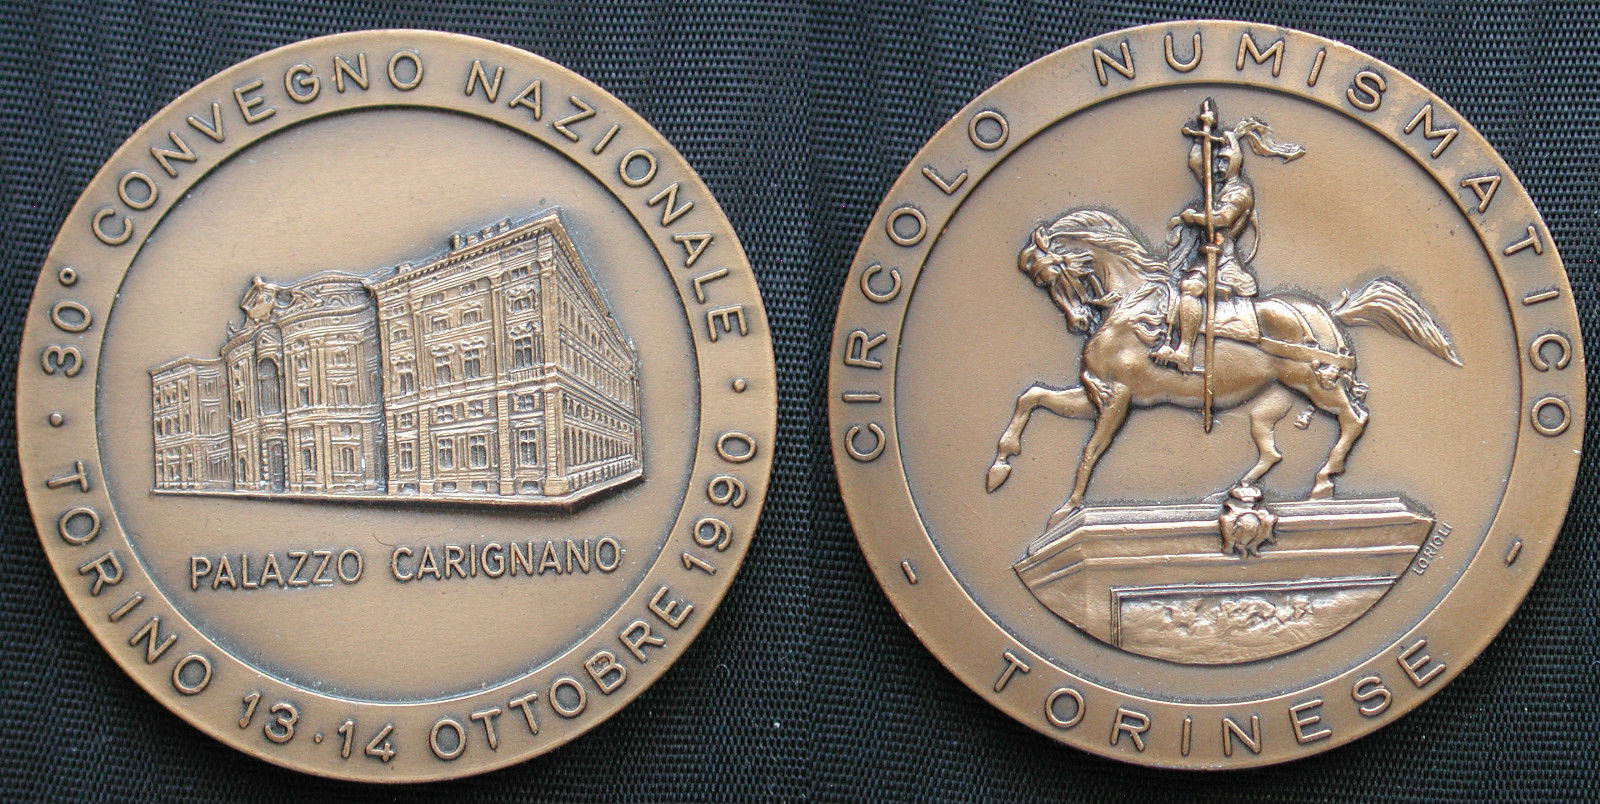 · 30° CONVEGNO NAZIONALE ·
TORINO 13·14 OTTOBRE 1990
PALAZZO CARIGNANO
CIRCOLO NUMISMATICO
- TORINESE -
LORIOLI